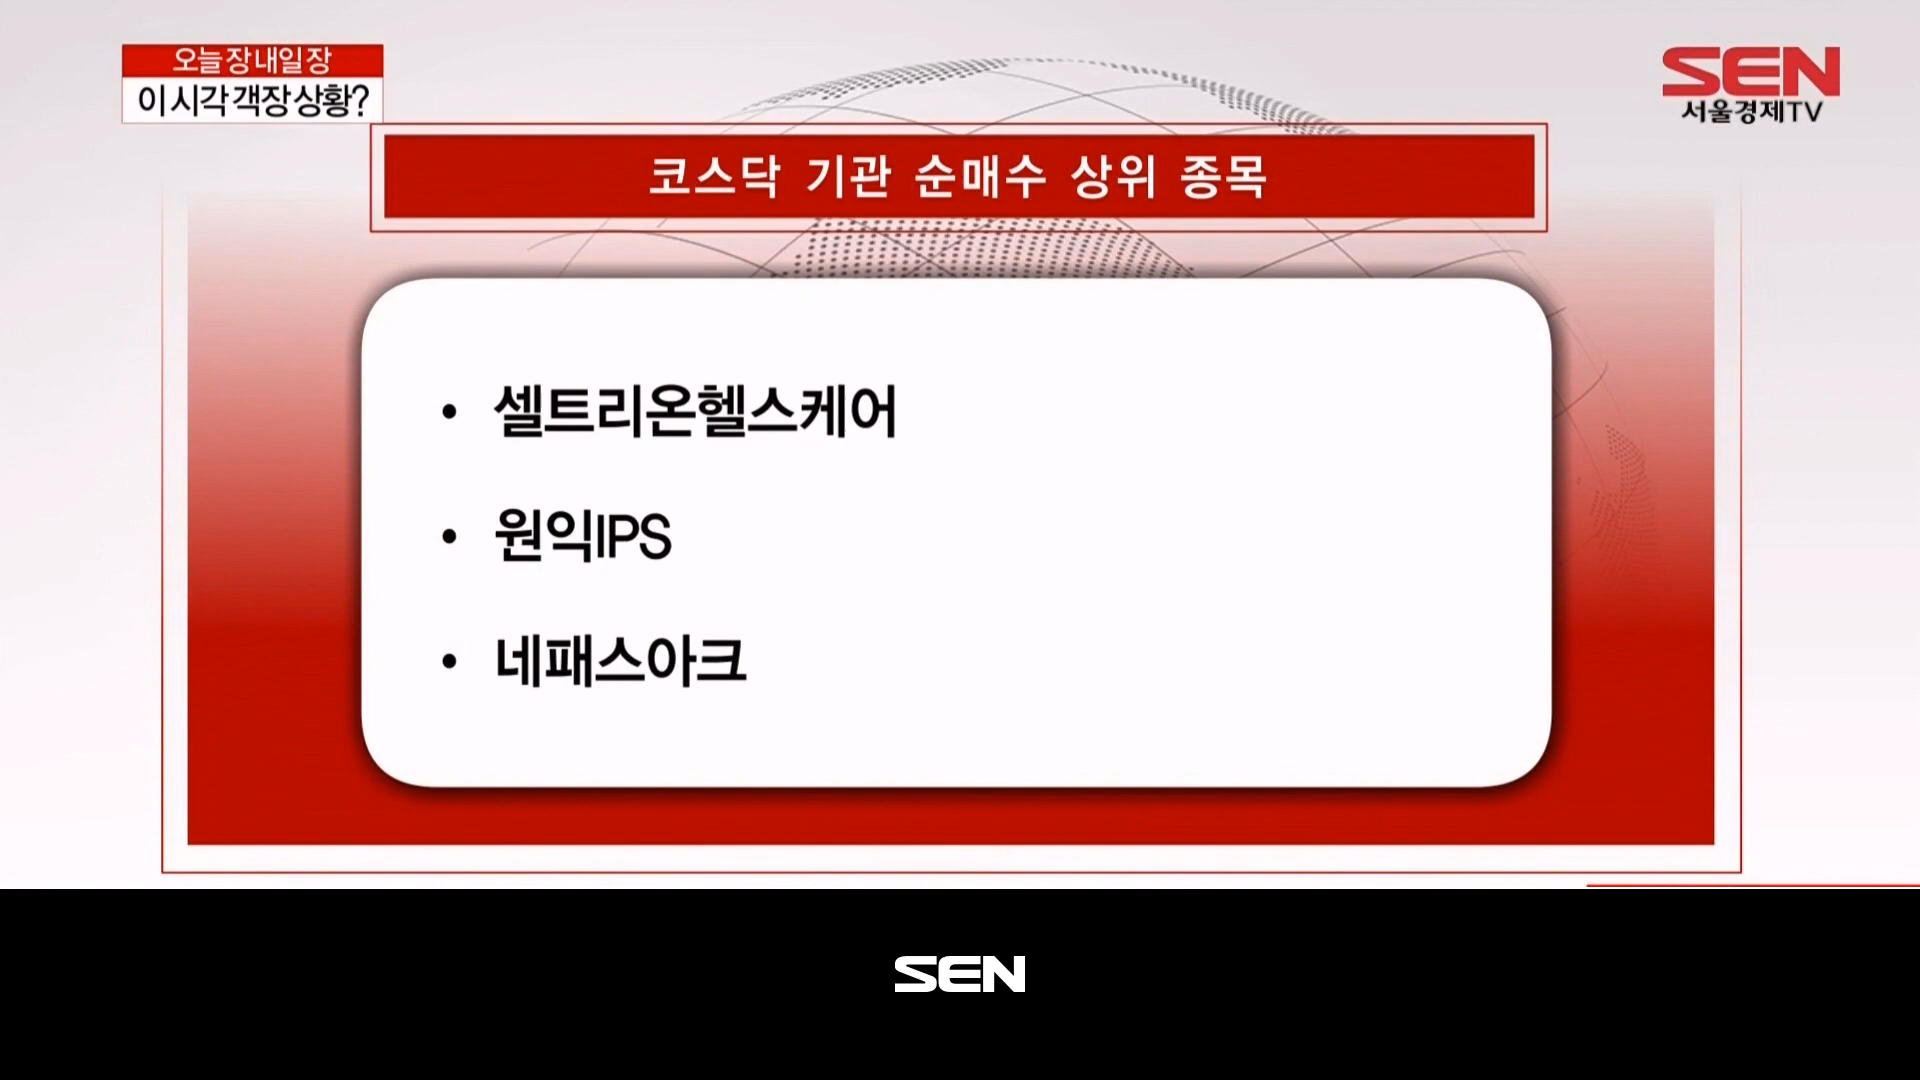 오늘장내일장
이 시각 객장 상황?
SEN
서울경제TV
코스닥 기관 순매수 상위 종목
• 셀트리온헬스케어
• 원익IPS
• 네패스아크
SEN